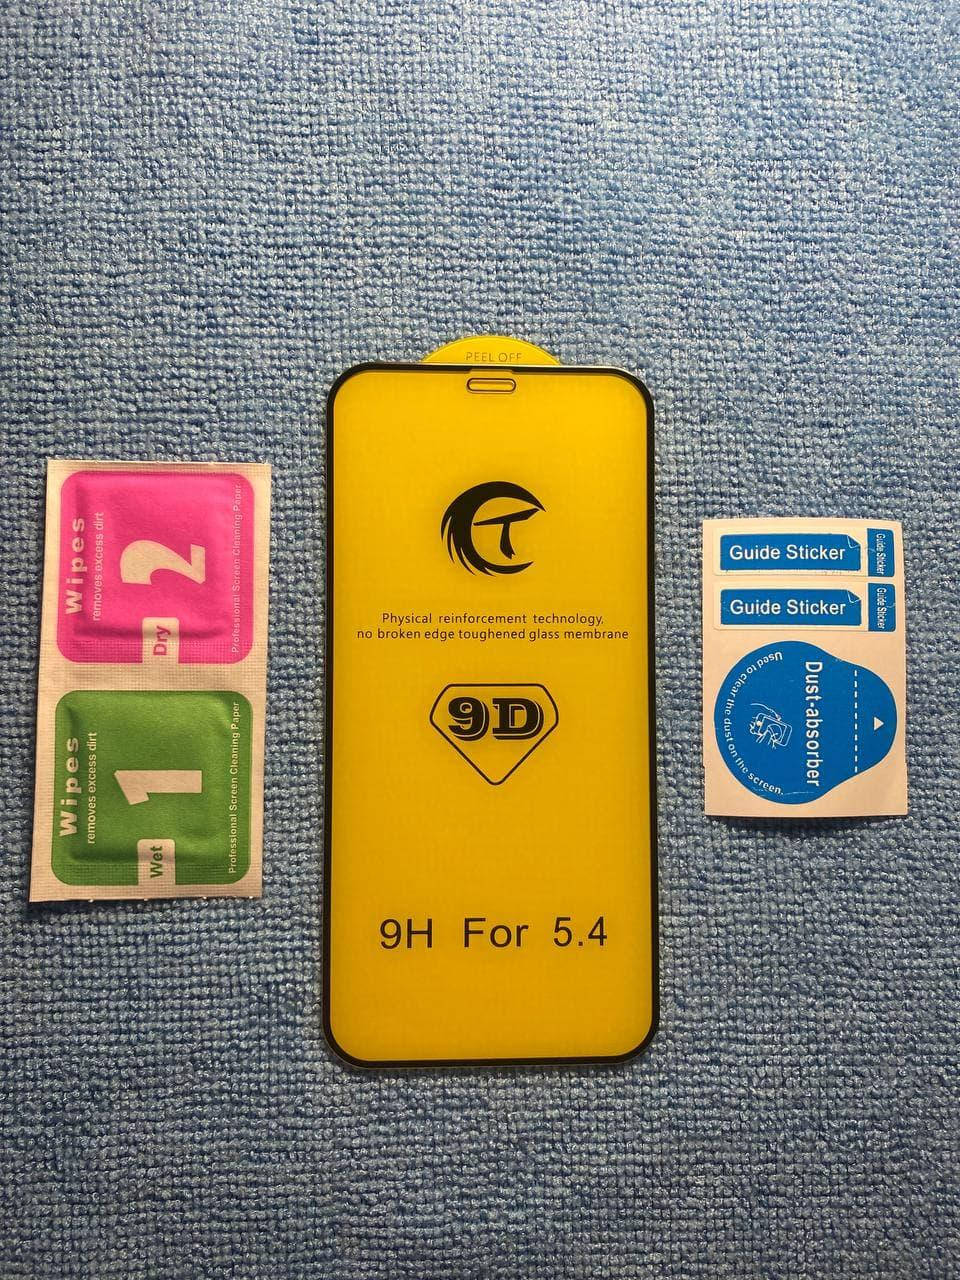 PEEL OFF
T
Physical reinforcement technology,
no broken edge toughened glass membrane
9D
9H For 5.4
Wipes
removes excess dirt
2
Dry
Professional Screen Cleaning Paper
Wipes
removes excess dirt
1
Wet
Professional Screen Cleaning Paper
Guide Sticker
Guide Sticker
Guide Sticker
Guide Sticker
Dust-absorber
Used to clear the dust on the screen.